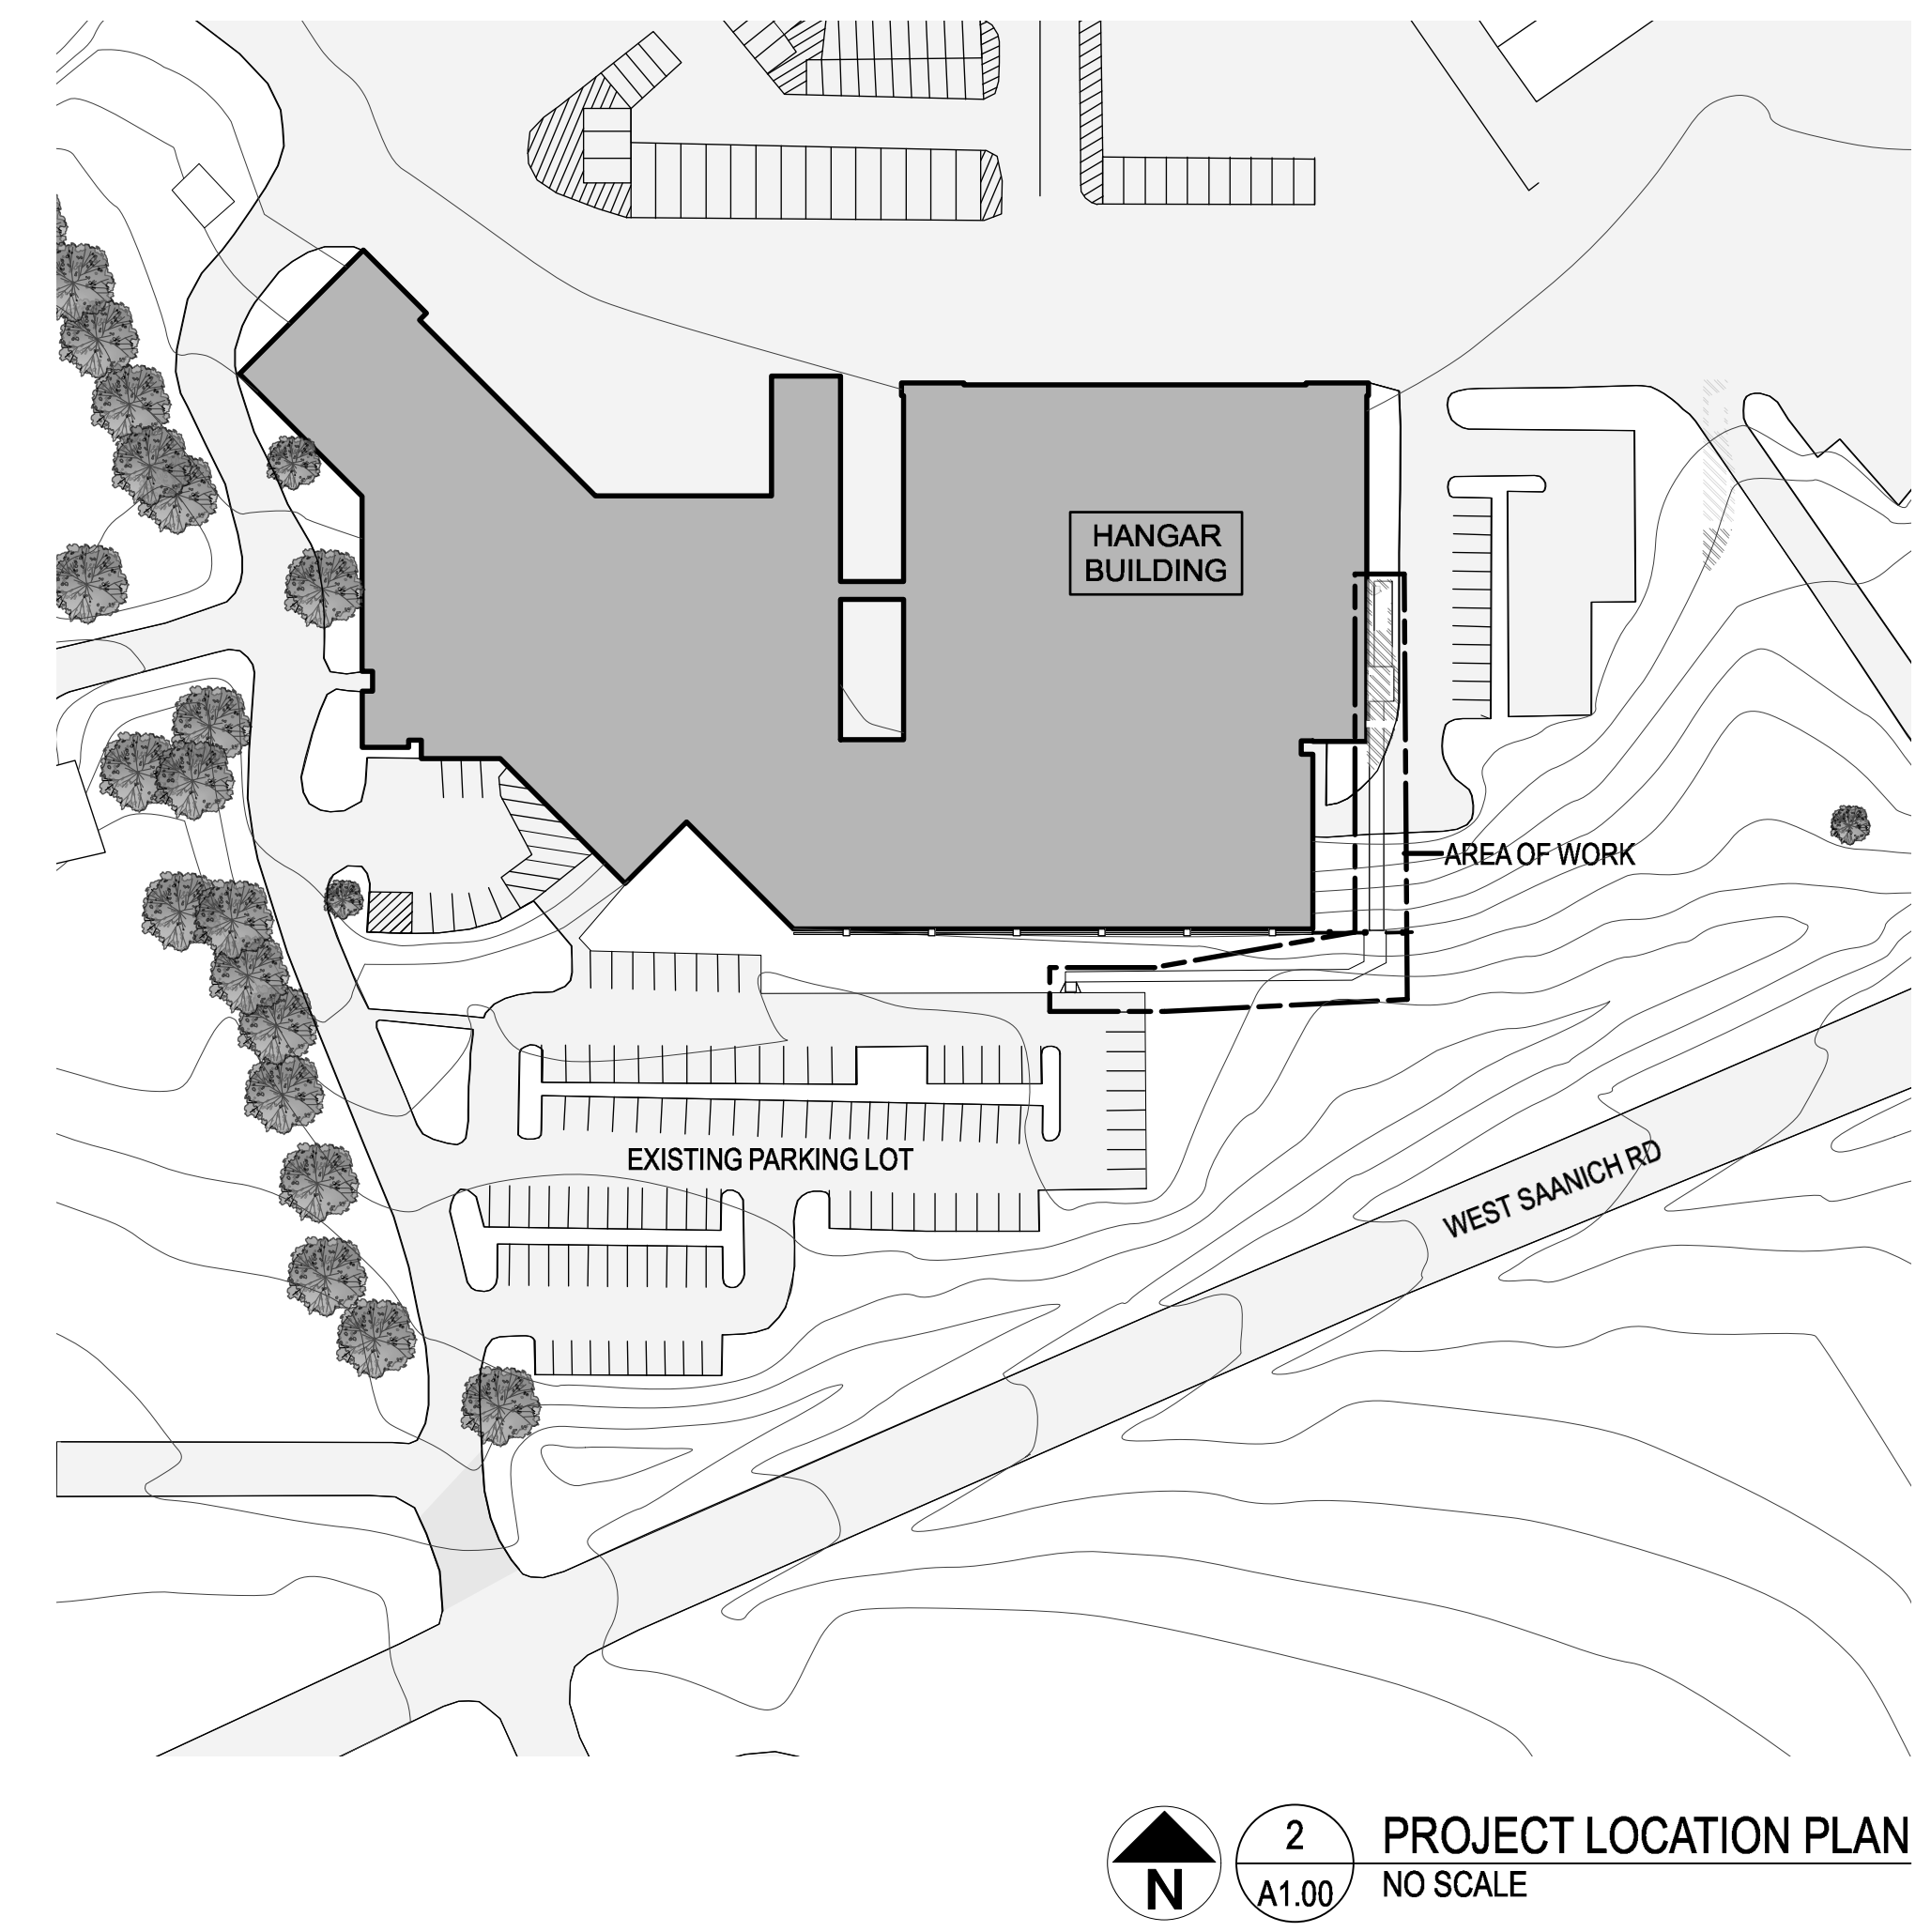 HANGAR
BUILDING
AREA OF WORK
EXISTING PARKING LOT
WEST SAANICH RD
N
2
A1.00
PROJECT LOCATION PLAN
NO SCALE